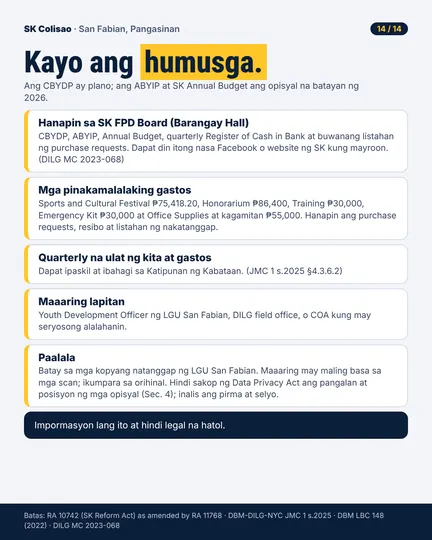 SK Colisao · San Fabian, Pangasinan
14 / 14
Kayo ang humusga.
Ang CBYDP ay plano; ang ABYIP at SK Annual Budget ang opisyal na batayan ng
2026.
Hanapin sa SK FPD Board (Barangay Hall)
CBYDP, ABYIP, Annual Budget, quarterly Register of Cash in Bank at buwanang listahan
ng purchase requests. Dapat din itong nasa Facebook o website ng SK kung mayroon.
(DILG MC 2023-068)
Mga pinakamalalaking gastos
Sports and Cultural Festival ₱75,418.20, Honorarium ₱86,400, Training ₱30,000,
Emergency Kit ₱30,000 at Office Supplies at kagamitan ₱55,000. Hanapin ang purchase
requests, resibo at listahan ng nakatanggap.
Quarterly na ulat ng kita at gastos
Dapat ipaskil at ibahagi sa Katipunan ng Kabataan. (JMC 1 s.2025 §4.3.6.2)
Maaaring lapitan
Youth Development Officer ng LGU San Fabian, DILG field office, o COA kung may
seryosong alalahanin.
Paalala
Batay sa mga kopyang natanggap ng LGU San Fabian. Maaaring may maling basa sa
mga scan; ikumpara sa orihinal. Hindi sakop ng Data Privacy Act ang pangalan at
posisyon ng mga opisyal (Sec. 4); inalis ang pirma at selyo.
Impormasyon lang ito at hindi legal na hatol.
Batas: RA 10742 (SK Reform Act) as amended by RA 11768 · DBM-DILG-NYC JMC 1 s.2025 · DBM LBC 148
(2022) · DILG MC 2023-068